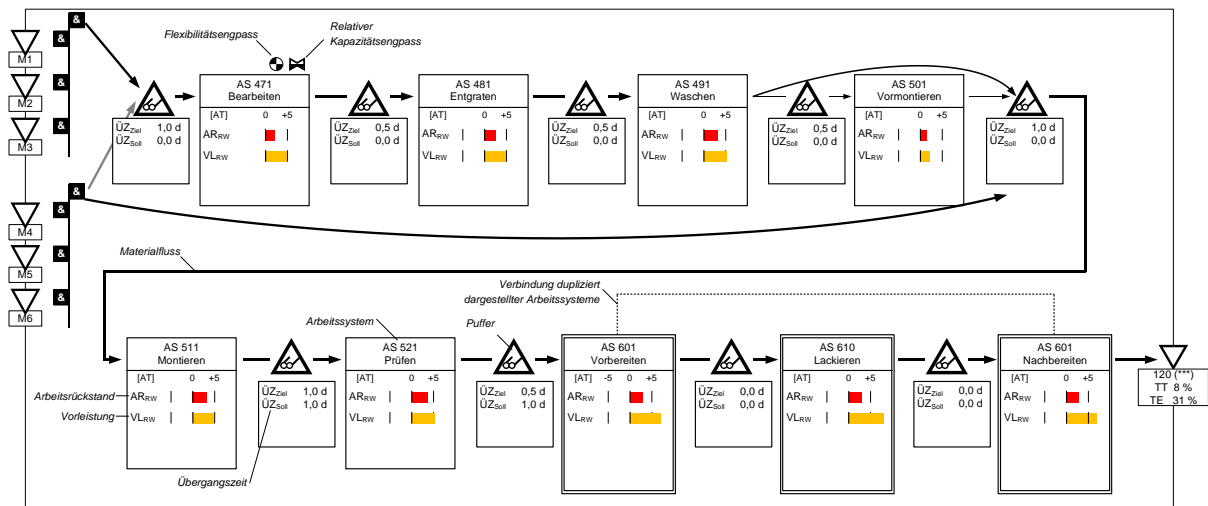 &
&
M1
&
M2
&
M3
Flexibilitätsengpass
Relativer
Kapazitätsengpass
ÜZZiel 1,0 d
ÜZSoll 0,0 d
AS 471
Bearbeiten
[AT] 0 +5
ARRW
VLRW
ÜZZiel 0,5 d
ÜZSoll 0,0 d
AS 481
Entgraten
[AT] 0 +5
ARRW
VLRW
ÜZZiel 0,5 d
ÜZSoll 0,0 d
AS 491
Waschen
[AT] 0 +5
ARRW
VLRW
ÜZZiel 0,5 d
ÜZSoll 0,0 d
AS 501
Vormontieren
[AT] 0 +5
ARRW
VLRW
ÜZZiel 1,0 d
ÜZSoll 0,0 d
&
&
M4
&
M5
&
M6
Materialfluss
Verbindung dupliziert
dargestellter Arbeitssysteme
Arbeitssystem
Puffer
Arbeitsrückstand
Vorleistung
AS 511
Montieren
[AT] 0 +5
ARRW
VLRW
ÜZZiel 1,0 d
ÜZSoll 1,0 d
Übergangszeit
AS 521
Prüfen
[AT] 0 +5
ARRW
VLRW
ÜZZiel 0,5 d
ÜZSoll 1,0 d
AS 601
Vorbereiten
[AT] -5 0 +5
ARRW
VLRW
ÜZZiel 0,0 d
ÜZSoll 0,0 d
AS 610
Lackieren
[AT] 0 +5
ARRW
VLRW
ÜZZiel 0,0 d
ÜZSoll 0,0 d
AS 601
Nachbereiten
[AT] 0 +5
ARRW
VLRW
120 (***)
TT 8 %
TE 31 %